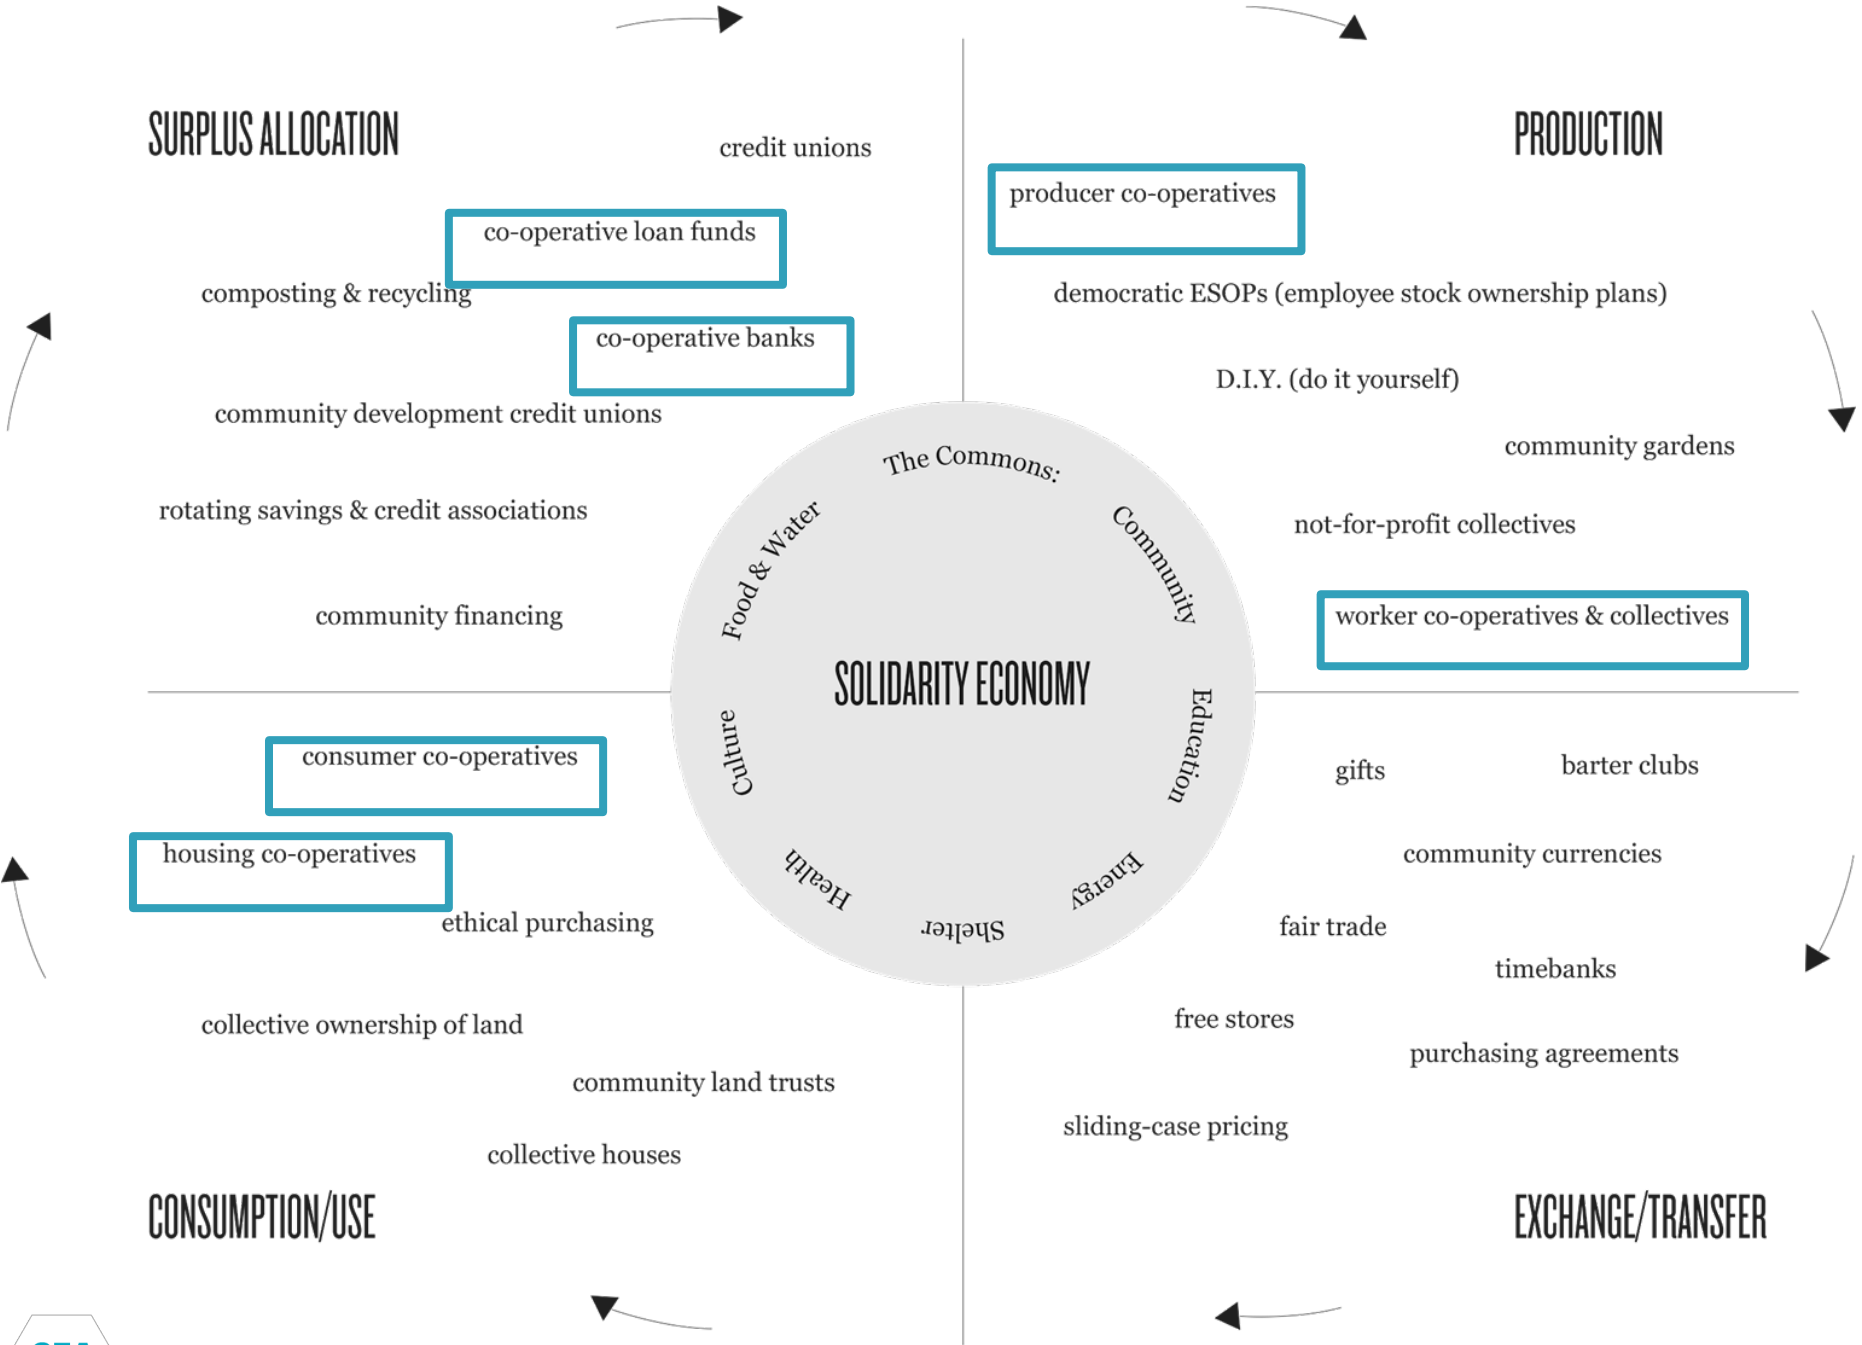 SURPLUS ALLOCATION
credit unions
co-operative loan funds
composting & recycling
co-operative banks
community development credit unions
rotating savings & credit associations
community financing
PRODUCTION
producer co-operatives
democratic ESOPs (employee stock ownership plans)
D.I.Y. (do it yourself)
community gardens
not-for-profit collectives
worker co-operatives & collectives
The Commons:
Community
Education
Energy
Shelter
Health
Culture
Food & Water
SOLIDARITY ECONOMY
consumer co-operatives
housing co-operatives
ethical purchasing
collective ownership of land
community land trusts
collective houses
CONSUMPTION/USE
gifts
barter clubs
community currencies
fair trade
timebanks
free stores
purchasing agreements
sliding-case pricing
EXCHANGE/TRANSFER